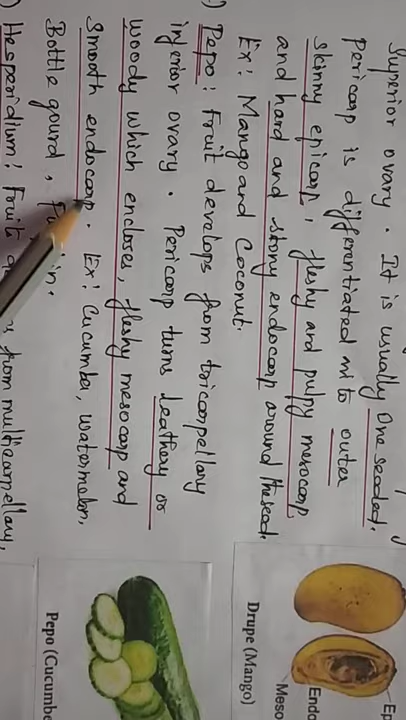 Superior ovary. It is usually One seeded.
Pericarp is differentiated into outer
skinny epicarp, fleshy and pulpy mesocarp,
and hard and stony endocarp around the seed.
Ex: Mango and Coconut.
) Pepo: Fruit develops from tricarpellary
inferior ovary. Pericarp turns leathery or
woody which encloses, fleshy mesocarp and
Smooth endocarp. Ex: Cucumber, watermelon,
Bottle gourd,
) Hesperidium: Fruit from multicarpellary,
Ep
Endo
Meso
Drupe (Mango)
Pepo (Cucumbe